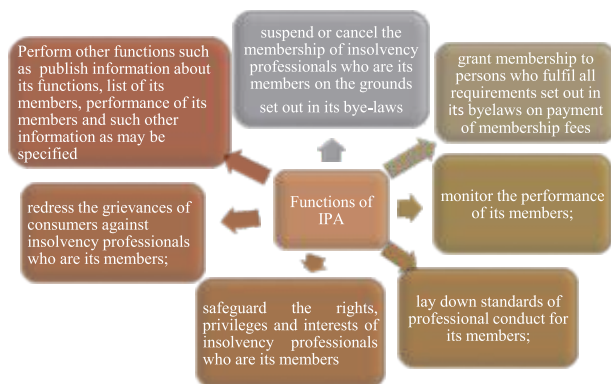 suspend or cancel the
membership of insolvency
professionals who are its
members on the grounds
set out in its bye-laws
Perform other functions such
as publish information about
its functions, list of its
members, performance of its
members and such other
information as may be
specified
grant membership to
persons who fulfil all
requirements set out in
its byelaws on payment
of membership fees
redress the grievances of
consumers against
insolvency professionals
who are its members;
Functions of
IPA
monitor the performance
of its members;
safeguard the rights,
privileges and interests of
insolvency professionals
who are its members
lay down standards of
professional conduct for
its members;